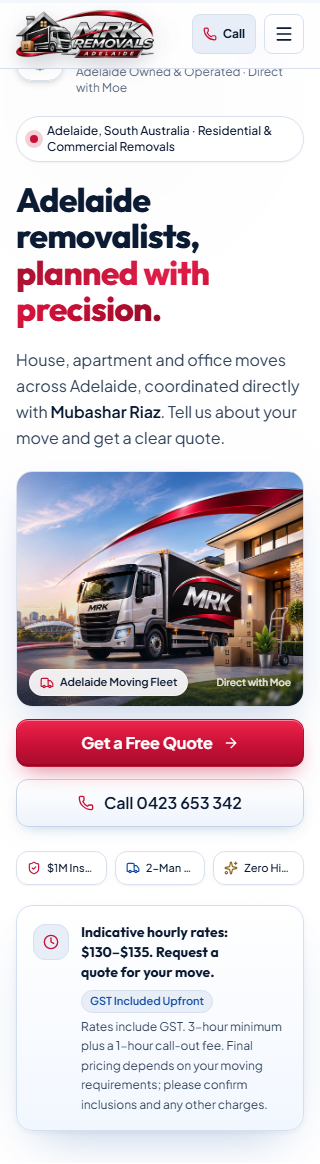 MRK
REMOVALS
ADELAIDE
Call
Adelaide Owned & Operated · Direct
with Moe
Adelaide, South Australia · Residential &
Commercial Removals
Adelaide
removalists,
planned with
precision.
House, apartment and office moves
across Adelaide, coordinated directly
with Mubashar Riaz. Tell us about your
move and get a clear quote.
MRK
MRK
Adelaide Moving Fleet
Direct with Moe
Get a Free Quote
Call 0423 653 342
$1M Ins...
2-Man ...
Zero Hi...
Indicative hourly rates:
$130–$135. Request a
quote for your move.
GST Included Upfront
Rates include GST. 3-hour minimum
plus a 1-hour call-out fee. Final
pricing depends on your moving
requirements; please confirm
inclusions and any other charges.